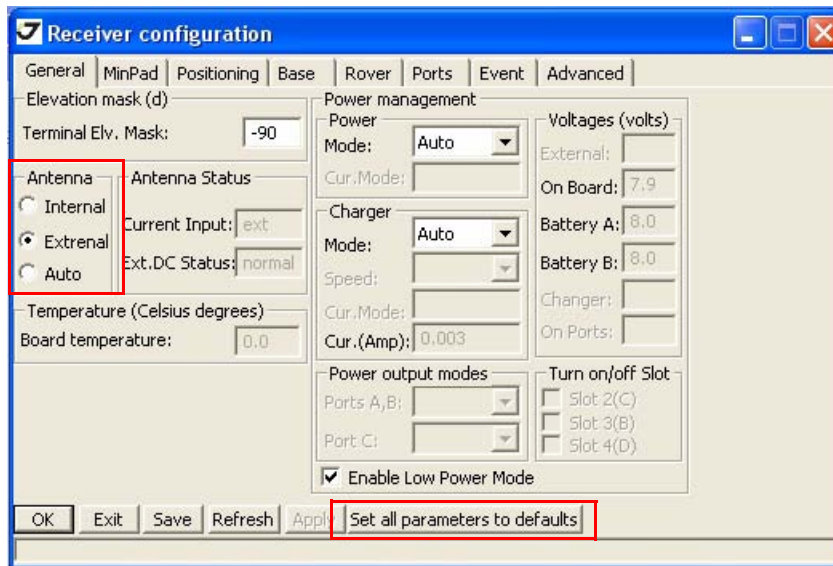 Receiver configuration
General
MinPad
Positioning
Base
Rover
Ports
Event
Advanced
Elevation mask (d)
Terminal Elv. Mask: -90
Antenna
Internal
Extrenal
Auto
Antenna Status
Current Input: ext
Ext.DC Status: normal
Temperature (Celsius degrees)
Board temperature: 0.0
Power management
Power
Mode: Auto
Cur.Mode:
Charger
Mode: Auto
Speed:
Cur.Mode:
Cur.(Amp): 0.003
Voltages (volts)
External:
On Board: 7.9
Battery A: 8.0
Battery B: 8.0
Changer:
On Ports:
Power output modes
Ports A,B:
Port C:
Turn on/off Slot
Slot 2(C)
Slot 3(B)
Slot 4(D)
Enable Low Power Mode
OK
Exit
Save
Refresh
Apply
Set all parameters to defaults